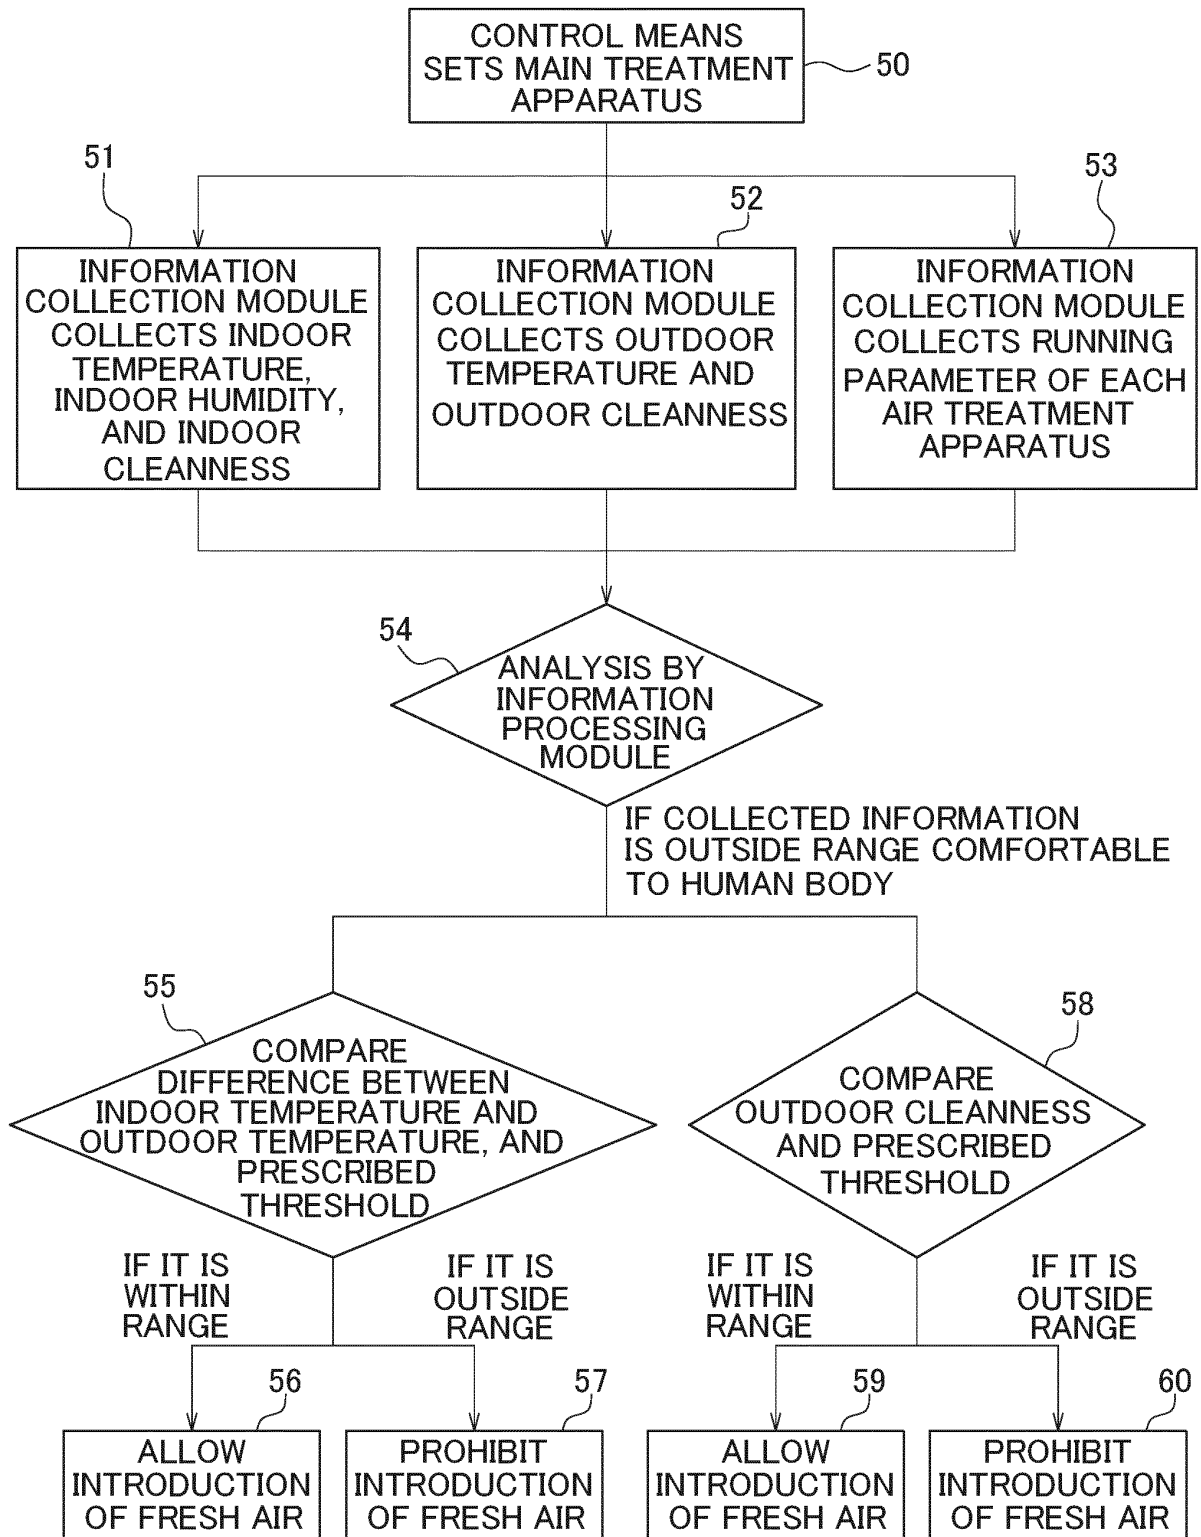 CONTROL MEANS
SETS MAIN TREATMENT
APPARATUS
50
51
INFORMATION
COLLECTION MODULE
COLLECTS INDOOR
TEMPERATURE,
INDOOR HUMIDITY,
AND INDOOR
CLEANNESS
52
INFORMATION
COLLECTION MODULE
COLLECTS OUTDOOR
TEMPERATURE AND
OUTDOOR CLEANNESS
53
INFORMATION
COLLECTION MODULE
COLLECTS RUNNING
PARAMETER OF EACH
AIR TREATMENT
APPARATUS
54
ANALYSIS BY
INFORMATION
PROCESSING
MODULE
IF COLLECTED INFORMATION
IS OUTSIDE RANGE COMFORTABLE
TO HUMAN BODY
55
COMPARE
DIFFERENCE BETWEEN
INDOOR TEMPERATURE AND
OUTDOOR TEMPERATURE, AND
PRESCRIBED
THRESHOLD
58
COMPARE
OUTDOOR CLEANNESS
AND PRESCRIBED
THRESHOLD
IF IT IS
WITHIN
RANGE
IF IT IS
OUTSIDE
RANGE
IF IT IS
WITHIN
RANGE
IF IT IS
OUTSIDE
RANGE
56
ALLOW
INTRODUCTION
OF FRESH AIR
57
PROHIBIT
INTRODUCTION
OF FRESH AIR
59
ALLOW
INTRODUCTION
OF FRESH AIR
60
PROHIBIT
INTRODUCTION
OF FRESH AIR